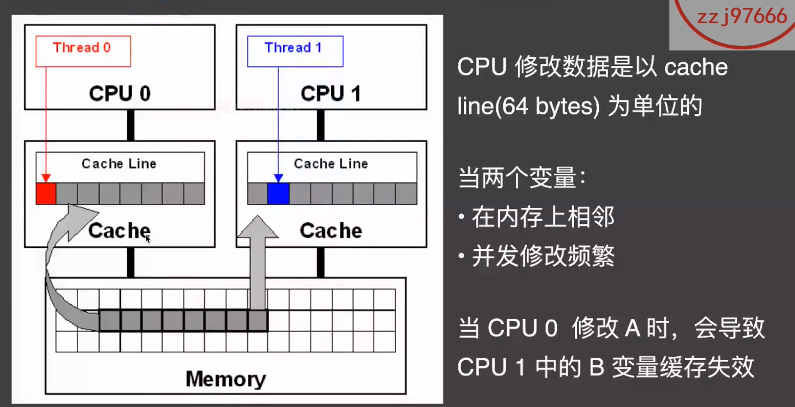 zzj97666
Thread 0
Thread 1
CPU 0
CPU 1
Cache Line
Cache Line
Cache
Cache
Memory
CPU 修改数据是以 cache
line(64 bytes) 为单位的
当两个变量：
• 在内存上相邻
• 并发修改频繁
当 CPU 0 修改 A 时，会导致
CPU 1 中的 B 变量缓存失效